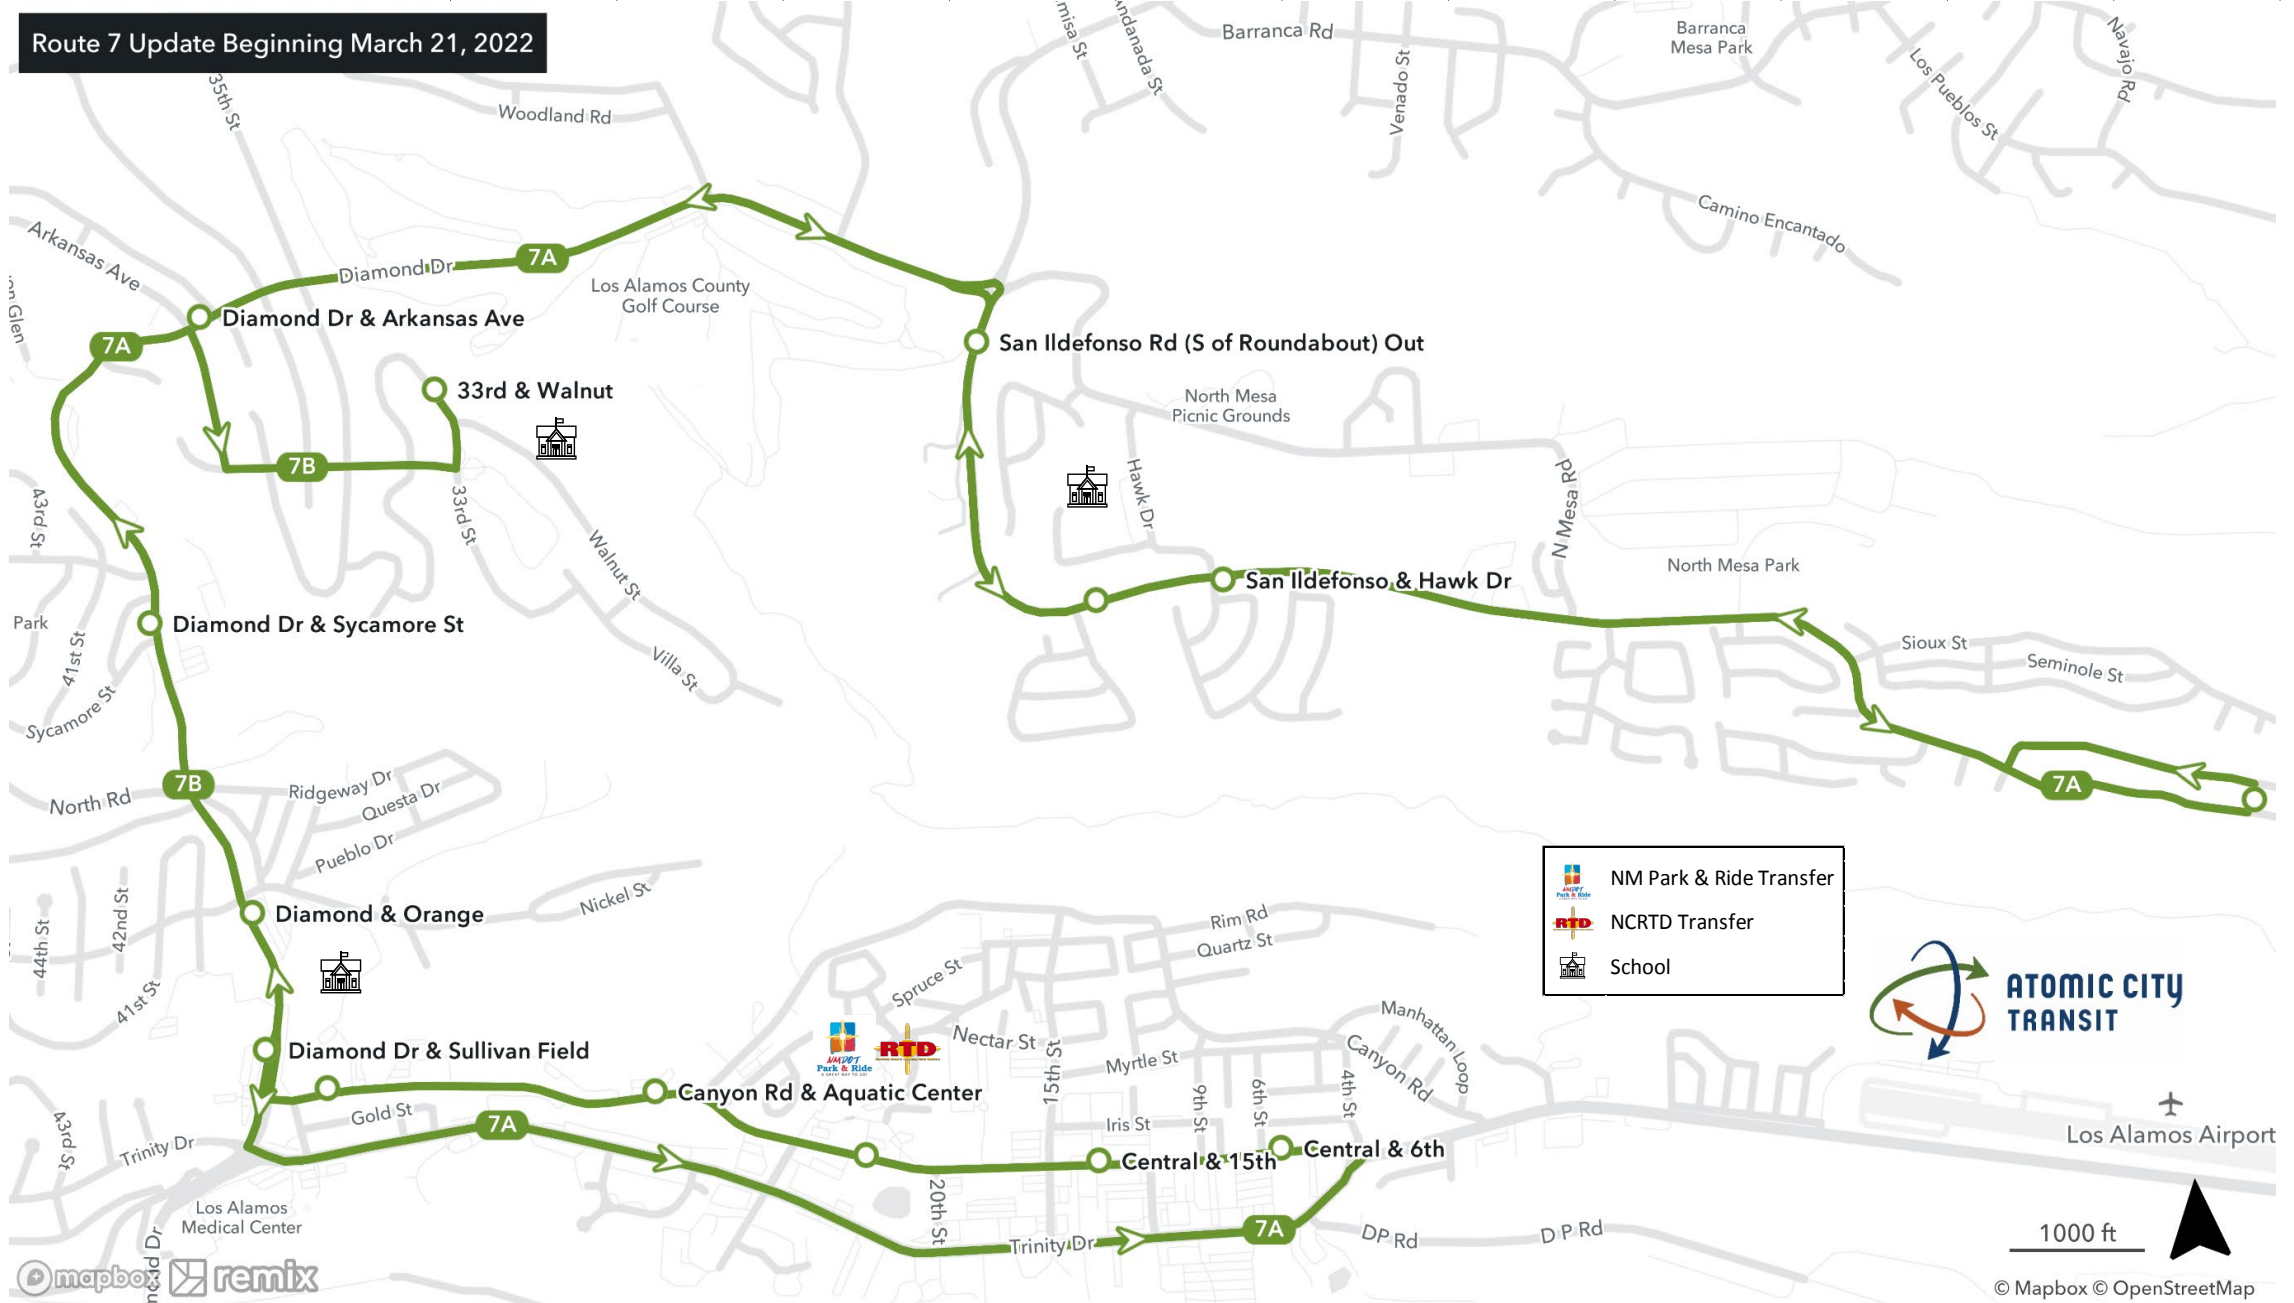 Route 7 Update Beginning March 21, 2022
Barranca Rd
Barranca
Mesa Park
Navajo Rd
Los Pueblos St
Venado St
Andanada St
35th St
Woodland Rd
Camino Encantado
Arkansas Ave
Diamond Dr
7A
Los Alamos County
Golf Course
Diamond Dr & Arkansas Ave
7A
San Ildefonso Rd (S of Roundabout) Out
33rd & Walnut
North Mesa
Picnic Grounds
7B
33rd St
43rd St
Hawk Dr
N Mesa Rd
Walnut St
North Mesa Park
San Ildefonso & Hawk Dr
Park
Diamond Dr & Sycamore St
41st St
Sycamore St
Villa St
Sioux St
Seminole St
7B
7A
North Rd
Ridgeway Dr
Questa Dr
Pueblo Dr
Nickel St
Diamond & Orange
44th St
42nd St
41st St
Rim Rd
Quartz St
Spruce St
NM Park & Ride Transfer
NCRTD Transfer
School
ATOMIC CITY
TRANSIT
Manhattan Loop
Canyon Rd
Nectar St
Myrtle St
15th St
9th St
6th St
4th St
NMDOT
Park & Ride
RTD
Diamond Dr & Sullivan Field
Canyon Rd & Aquatic Center
Gold St
7A
Iris St
43rd St
Trinity Dr
Central & 15th
Central & 6th
Los Alamos Airport
Los Alamos
Medical Center
20th St
7A
Trinity Dr
DP Rd
D P Rd
1000 ft
mapbox
remix
© Mapbox © OpenStreetMap